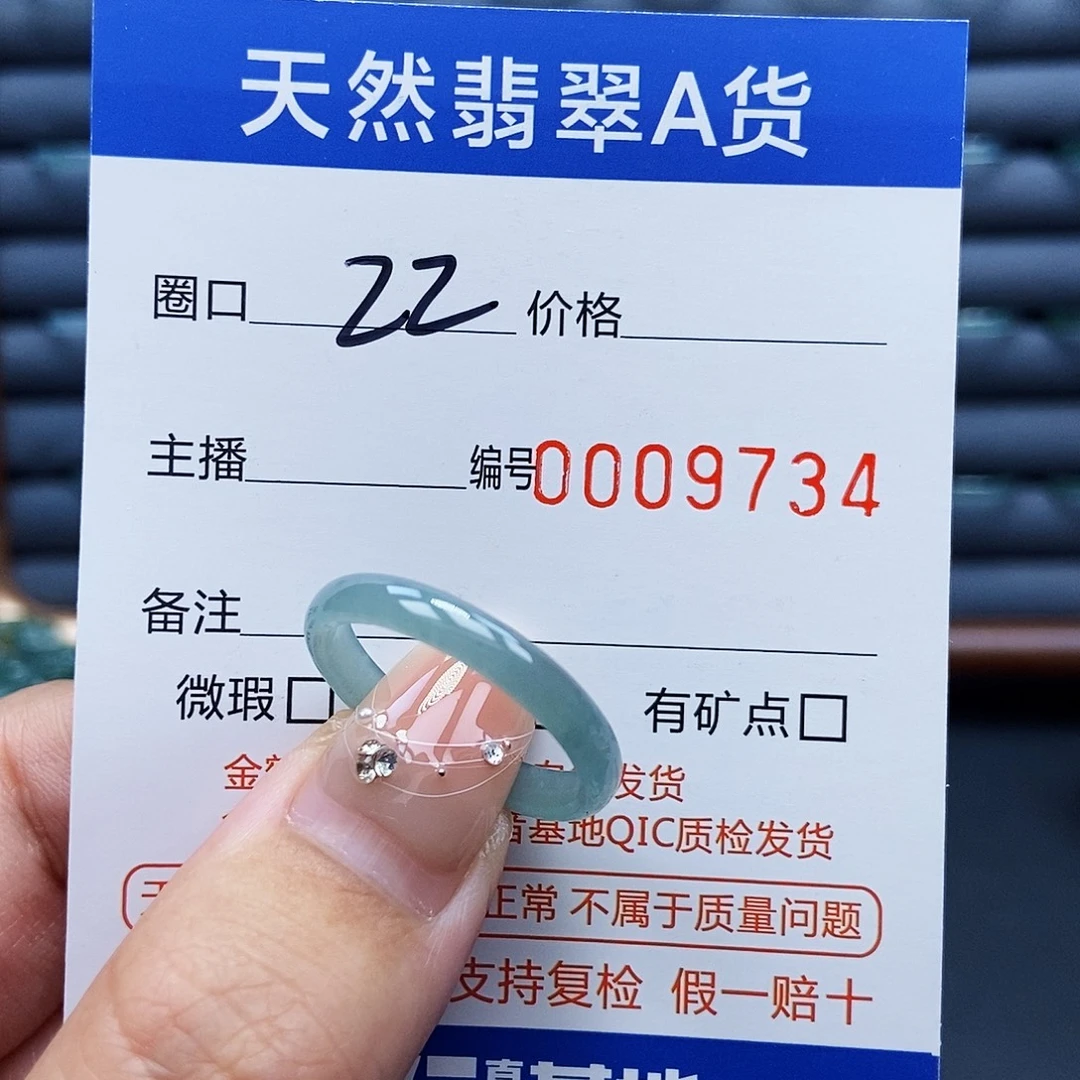 天然翡翠A货
圈口 22 价格
主播 编号0009734
备注
微瑕□ 有矿点□
金 发货
基地QIC质检发货
正常 不属于质量问题
支持复检 假一赔十